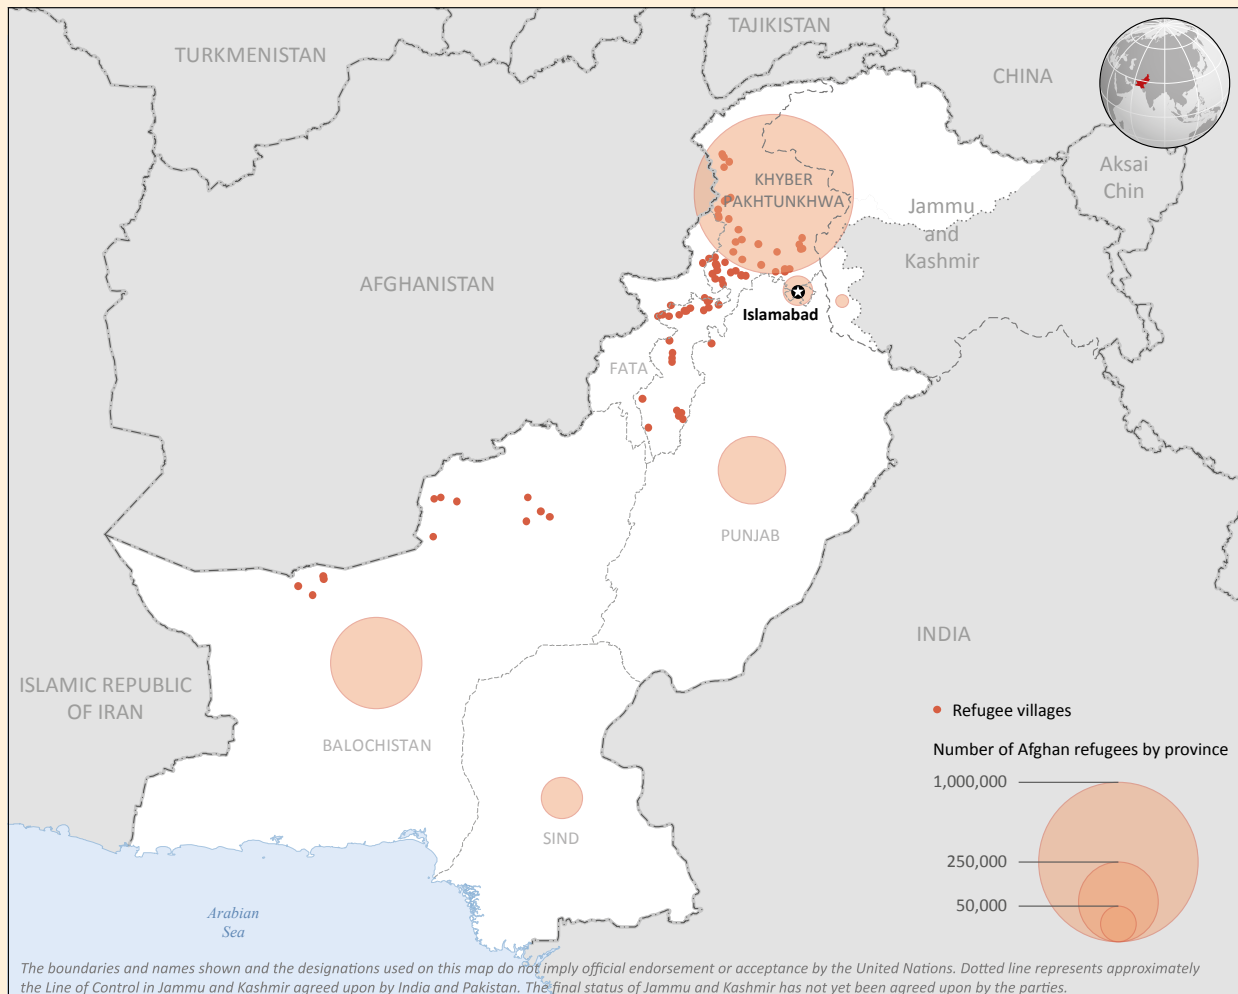 TURKMENISTAN
TAJIKISTAN
CHINA
Aksai
Chin
KHYBER
PAKHTUNKHWA
Jammu
and
Kashmir
AFGHANISTAN
Islamabad
FATA
PUNJAB
INDIA
ISLAMIC REPUBLIC
OF IRAN
BALOCHISTAN
SIND
Arabian
Sea
Refugee villages
Number of Afghan refugees by province
1,000,000
250,000
50,000
The boundaries and names shown and the designations used on this map do not imply official endorsement or acceptance by the United Nations. Dotted line represents approximately
the Line of Control in Jammu and Kashmir agreed upon by India and Pakistan. The final status of Jammu and Kashmir has not yet been agreed upon by the parties.